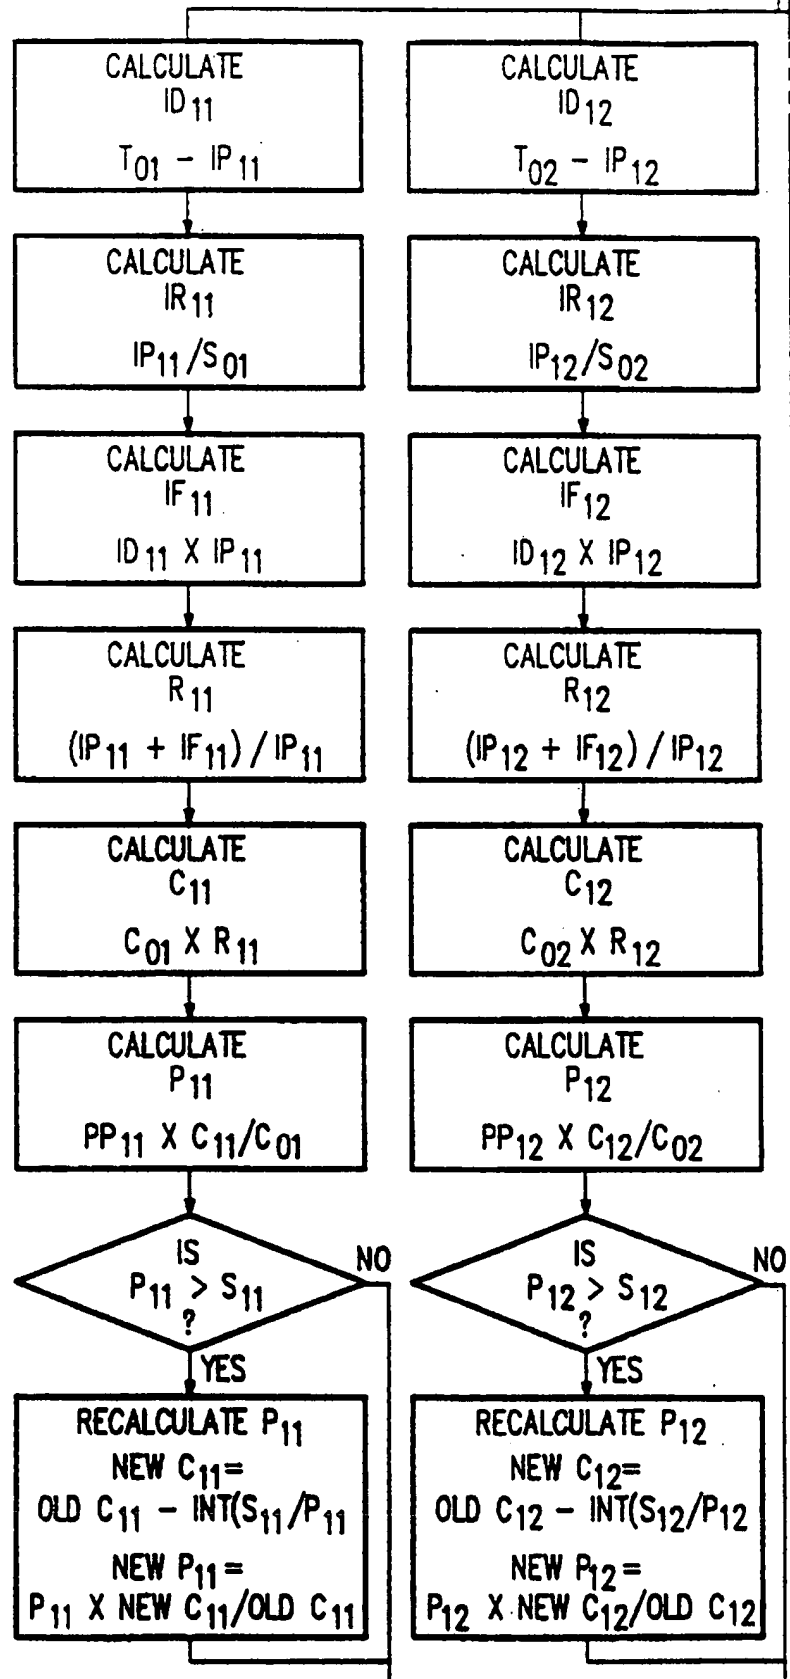 CALCULATE
ID11
T01 - IP11
CALCULATE
IR11
IP11/S01
CALCULATE
IF11
ID11 X IP11
CALCULATE
R11
(IP11 + IF11) / IP11
CALCULATE
C11
C01 X R11
CALCULATE
P11
PP11 X C11/C01
IS
P11 > S11
?
NO
YES
RECALCULATE P11
NEW C11=
OLD C11 - INT(S11/P11
NEW P11=
P11 X NEW C11/OLD C11
CALCULATE
ID12
T02 - IP12
CALCULATE
IR12
IP12/S02
CALCULATE
IF12
ID12 X IP12
CALCULATE
R12
(IP12 + IF12) / IP12
CALCULATE
C12
C02 X R12
CALCULATE
P12
PP12 X C12/C02
IS
P12 > S12
?
NO
YES
RECALCULATE P12
NEW C12=
OLD C12 - INT(S12/P12
NEW P12=
P12 X NEW C12/OLD C12